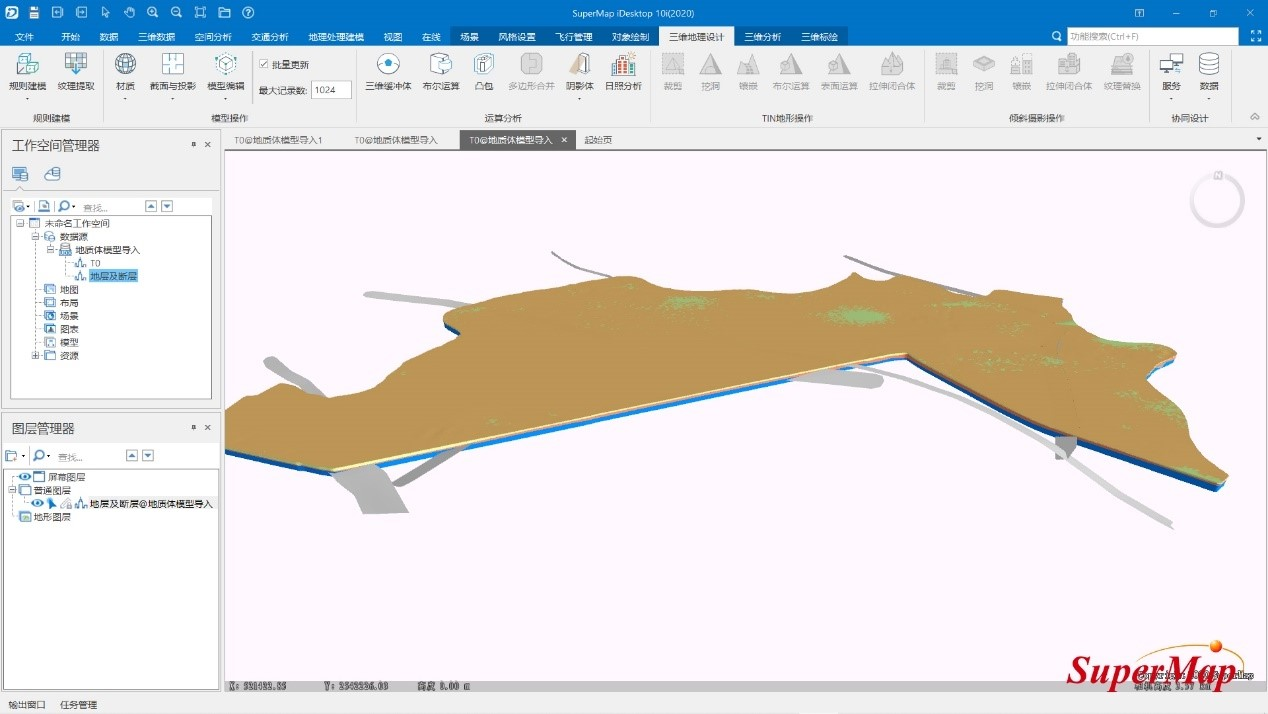 SuperMap iDesktop 10i(2020)
文件 开始 数据 三维数据 空间分析 交通分析 地理处理建模 视图 在线 场景 风格设置 飞行管理 对象绘制 三维地理设计 三维分析 三维标绘 功能搜索(Ctrl+F)
规则建模 纹理提取 材质 截面与投影 模型编辑 批量更新 最大记录数: 1024 三维缓冲体 布尔运算 凸包 多边形合并 阴影体 日照分析 裁剪 挖洞 镶嵌 布尔运算 表面运算 拉伸闭合体 裁剪 挖洞 镶嵌 拉伸闭合体 纹理替换 服务 数据
规则建模 模型操作 运算分析 TIN地形操作 倾斜摄影操作 协同设计
工作空间管理器
T0@地质体模型导入1 T0@地质体模型导入 T0@地质体模型导入 起始页
N
查找...
未命名工作空间
数据源
地质体模型导入
T0
地层及断层
地图
布局
场景
图表
模型
资源
图层管理器
查找...
屏幕图层
普通图层
地层及断层@地质体模型导入
地形图层
SuperMap
输出窗口 任务管理